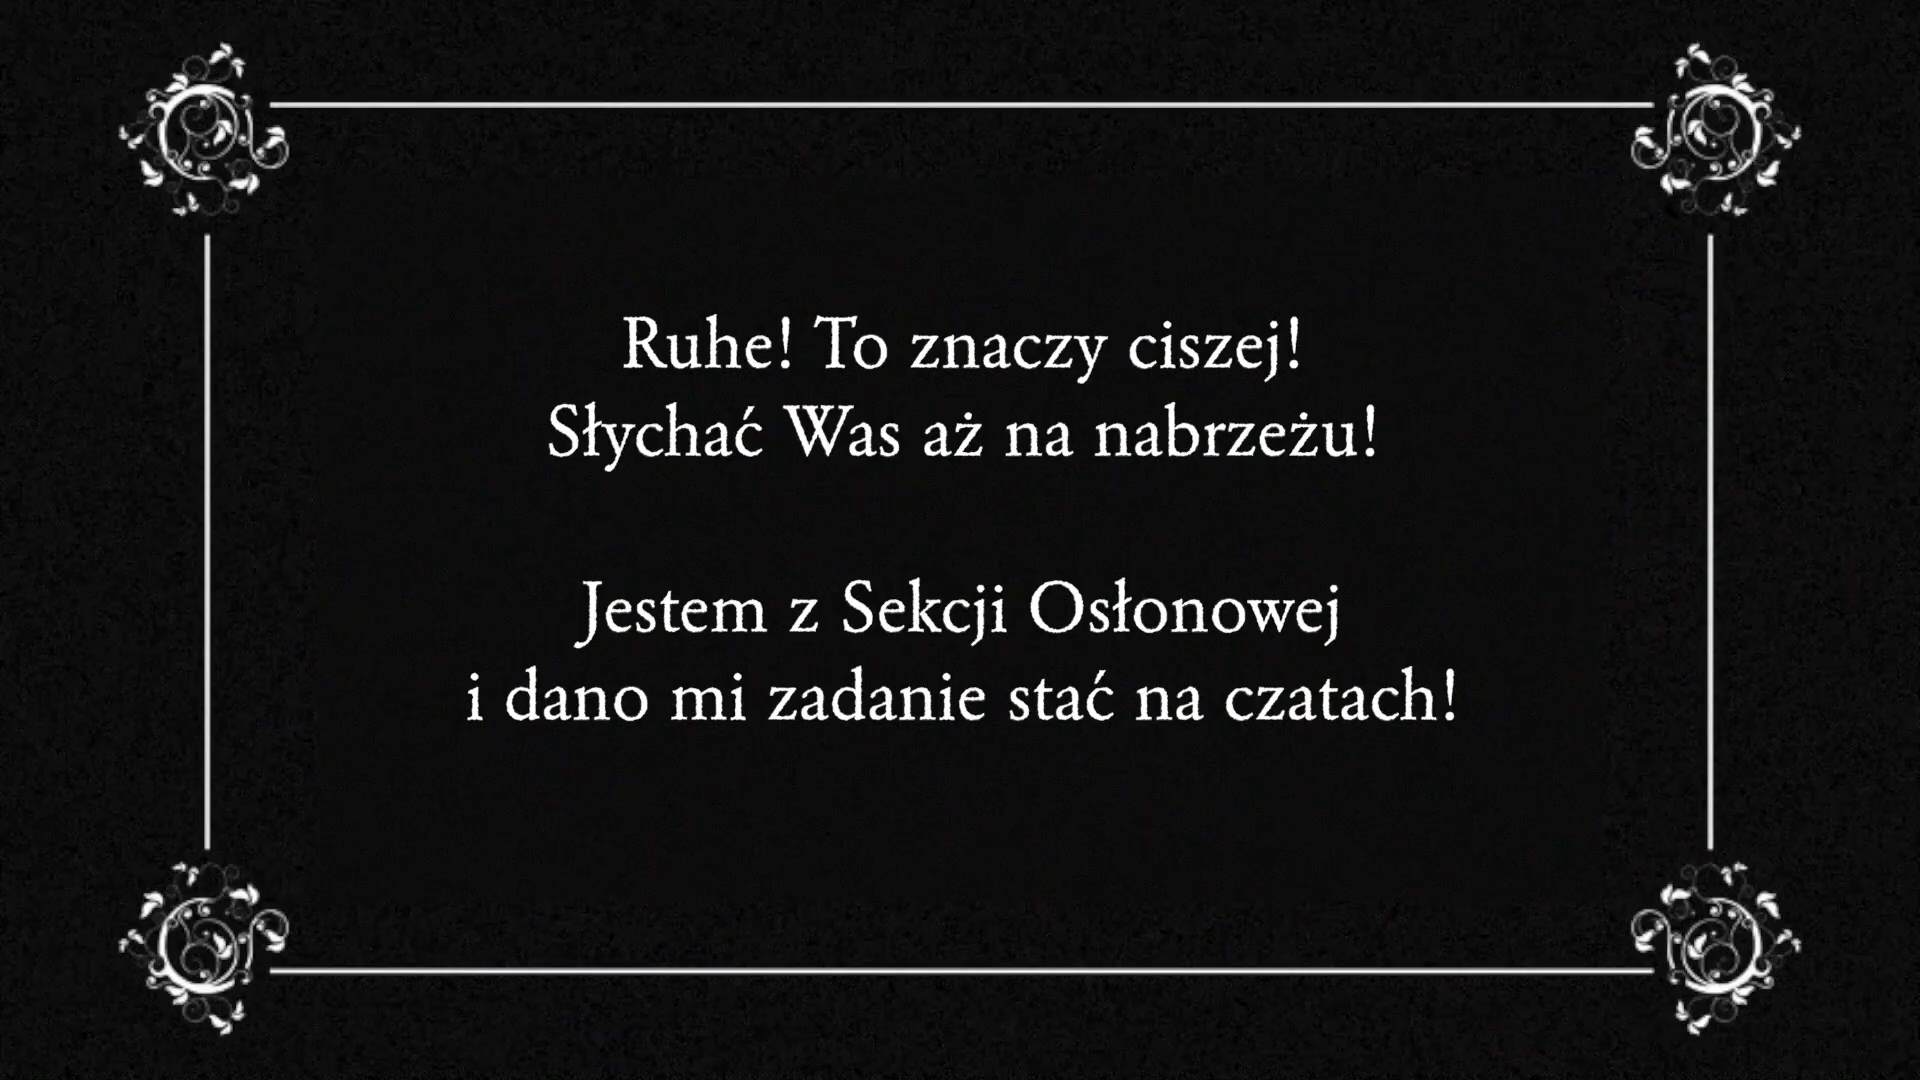 Ruhe! To znaczy ciszej!
Słychać Was aż na nabrzeżu!
Jestem z Sekcji Osłonowej
i dano mi zadanie stać na czatach!